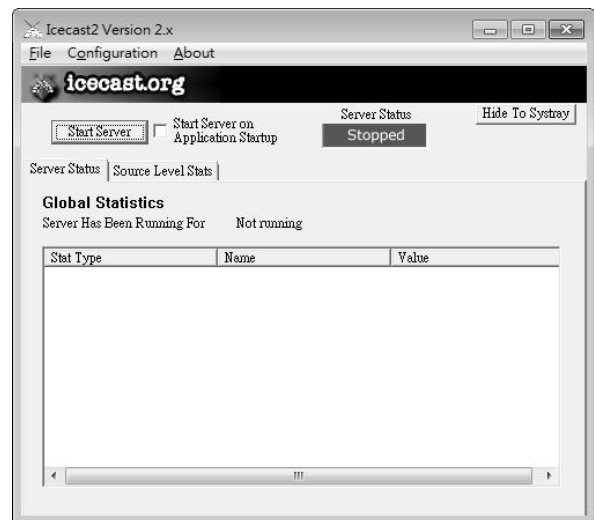 Icecast2 Version 2.x
File Configuration About
icecast.org
Start Server
Start Server on
Application Startup
Server Status
Stopped
Hide To Systray
Server Status
Source Level Stats
Global Statistics
Server Has Been Running For Not running
Stat Type Name Value